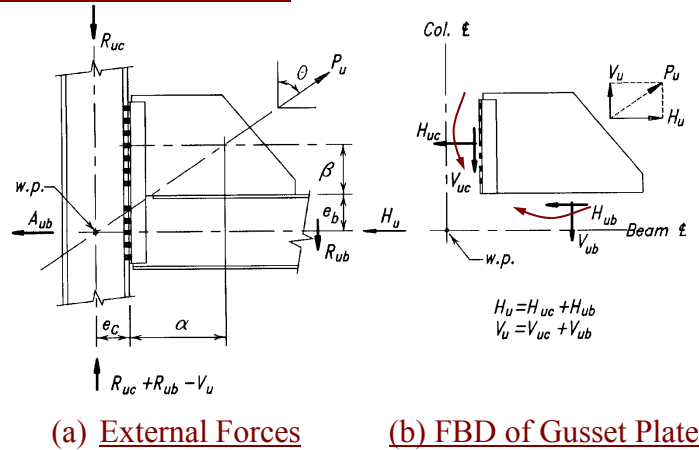 R_uc
θ
P_u
β
w.p.
A_ub
e_b
H_u
R_ub
e_c
α
R_uc + R_ub - V_u
(a) External Forces
Col. ℄
V_u
P_u
H_u
H_uc
V_uc
H_ub
Beam ℄
V_ub
w.p.
H_u = H_uc + H_ub
V_u = V_uc + V_ub
(b) FBD of Gusset Plate